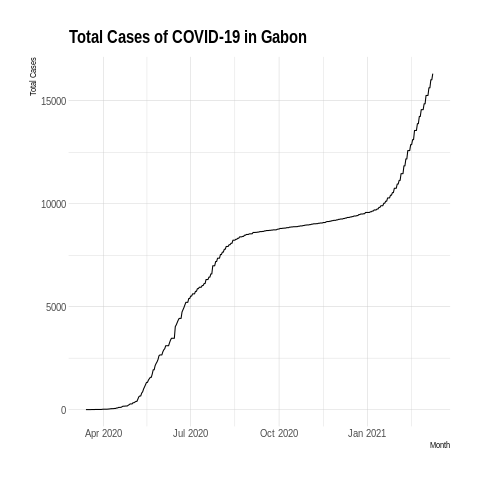 Total Cases of COVID-19 in Gabon
Total Cases
15000
10000
5000
0
Apr 2020
Jul 2020
Oct 2020
Jan 2021
Month